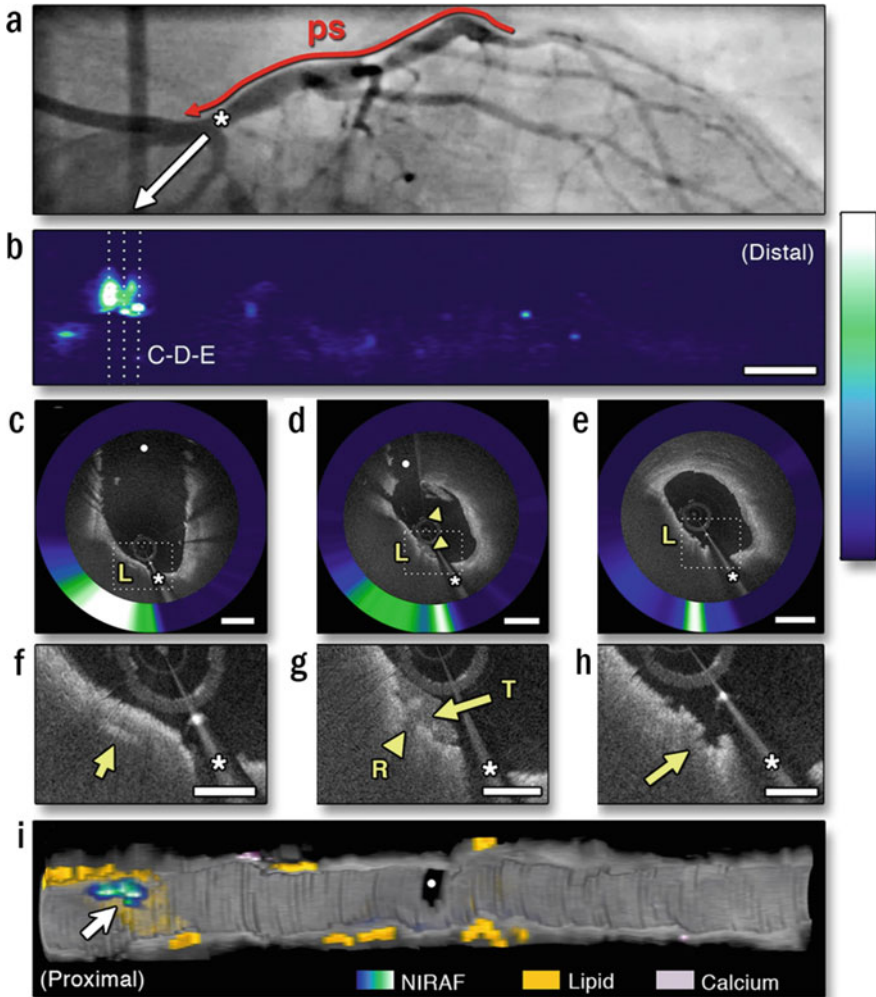 a
ps
*
b
(Distal)
C-D-E
c
d
e
L
*
L
*
L
*
f
g
h
*
T
R
*
*
i
(Proximal)
NIRAF
Lipid
Calcium